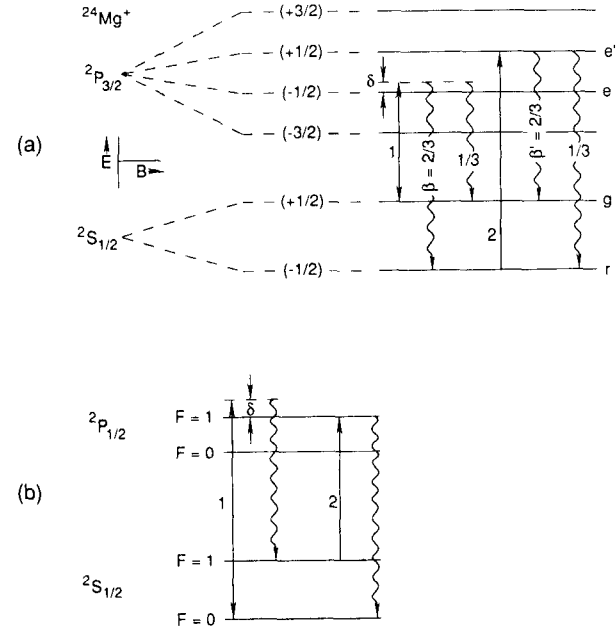 (a)
²⁴Mg⁺
²P₃/₂
(+3/2)
(+1/2)
(-1/2)
(-3/2)
E
B
²S₁/₂
(+1/2)
(-1/2)
δ
1
β = 2/3
1/3
2
β' = 2/3
1/3
e'
e
g
r
(b)
²P₁/₂
F = 1
F = 0
δ
1
2
²S₁/₂
F = 1
F = 0